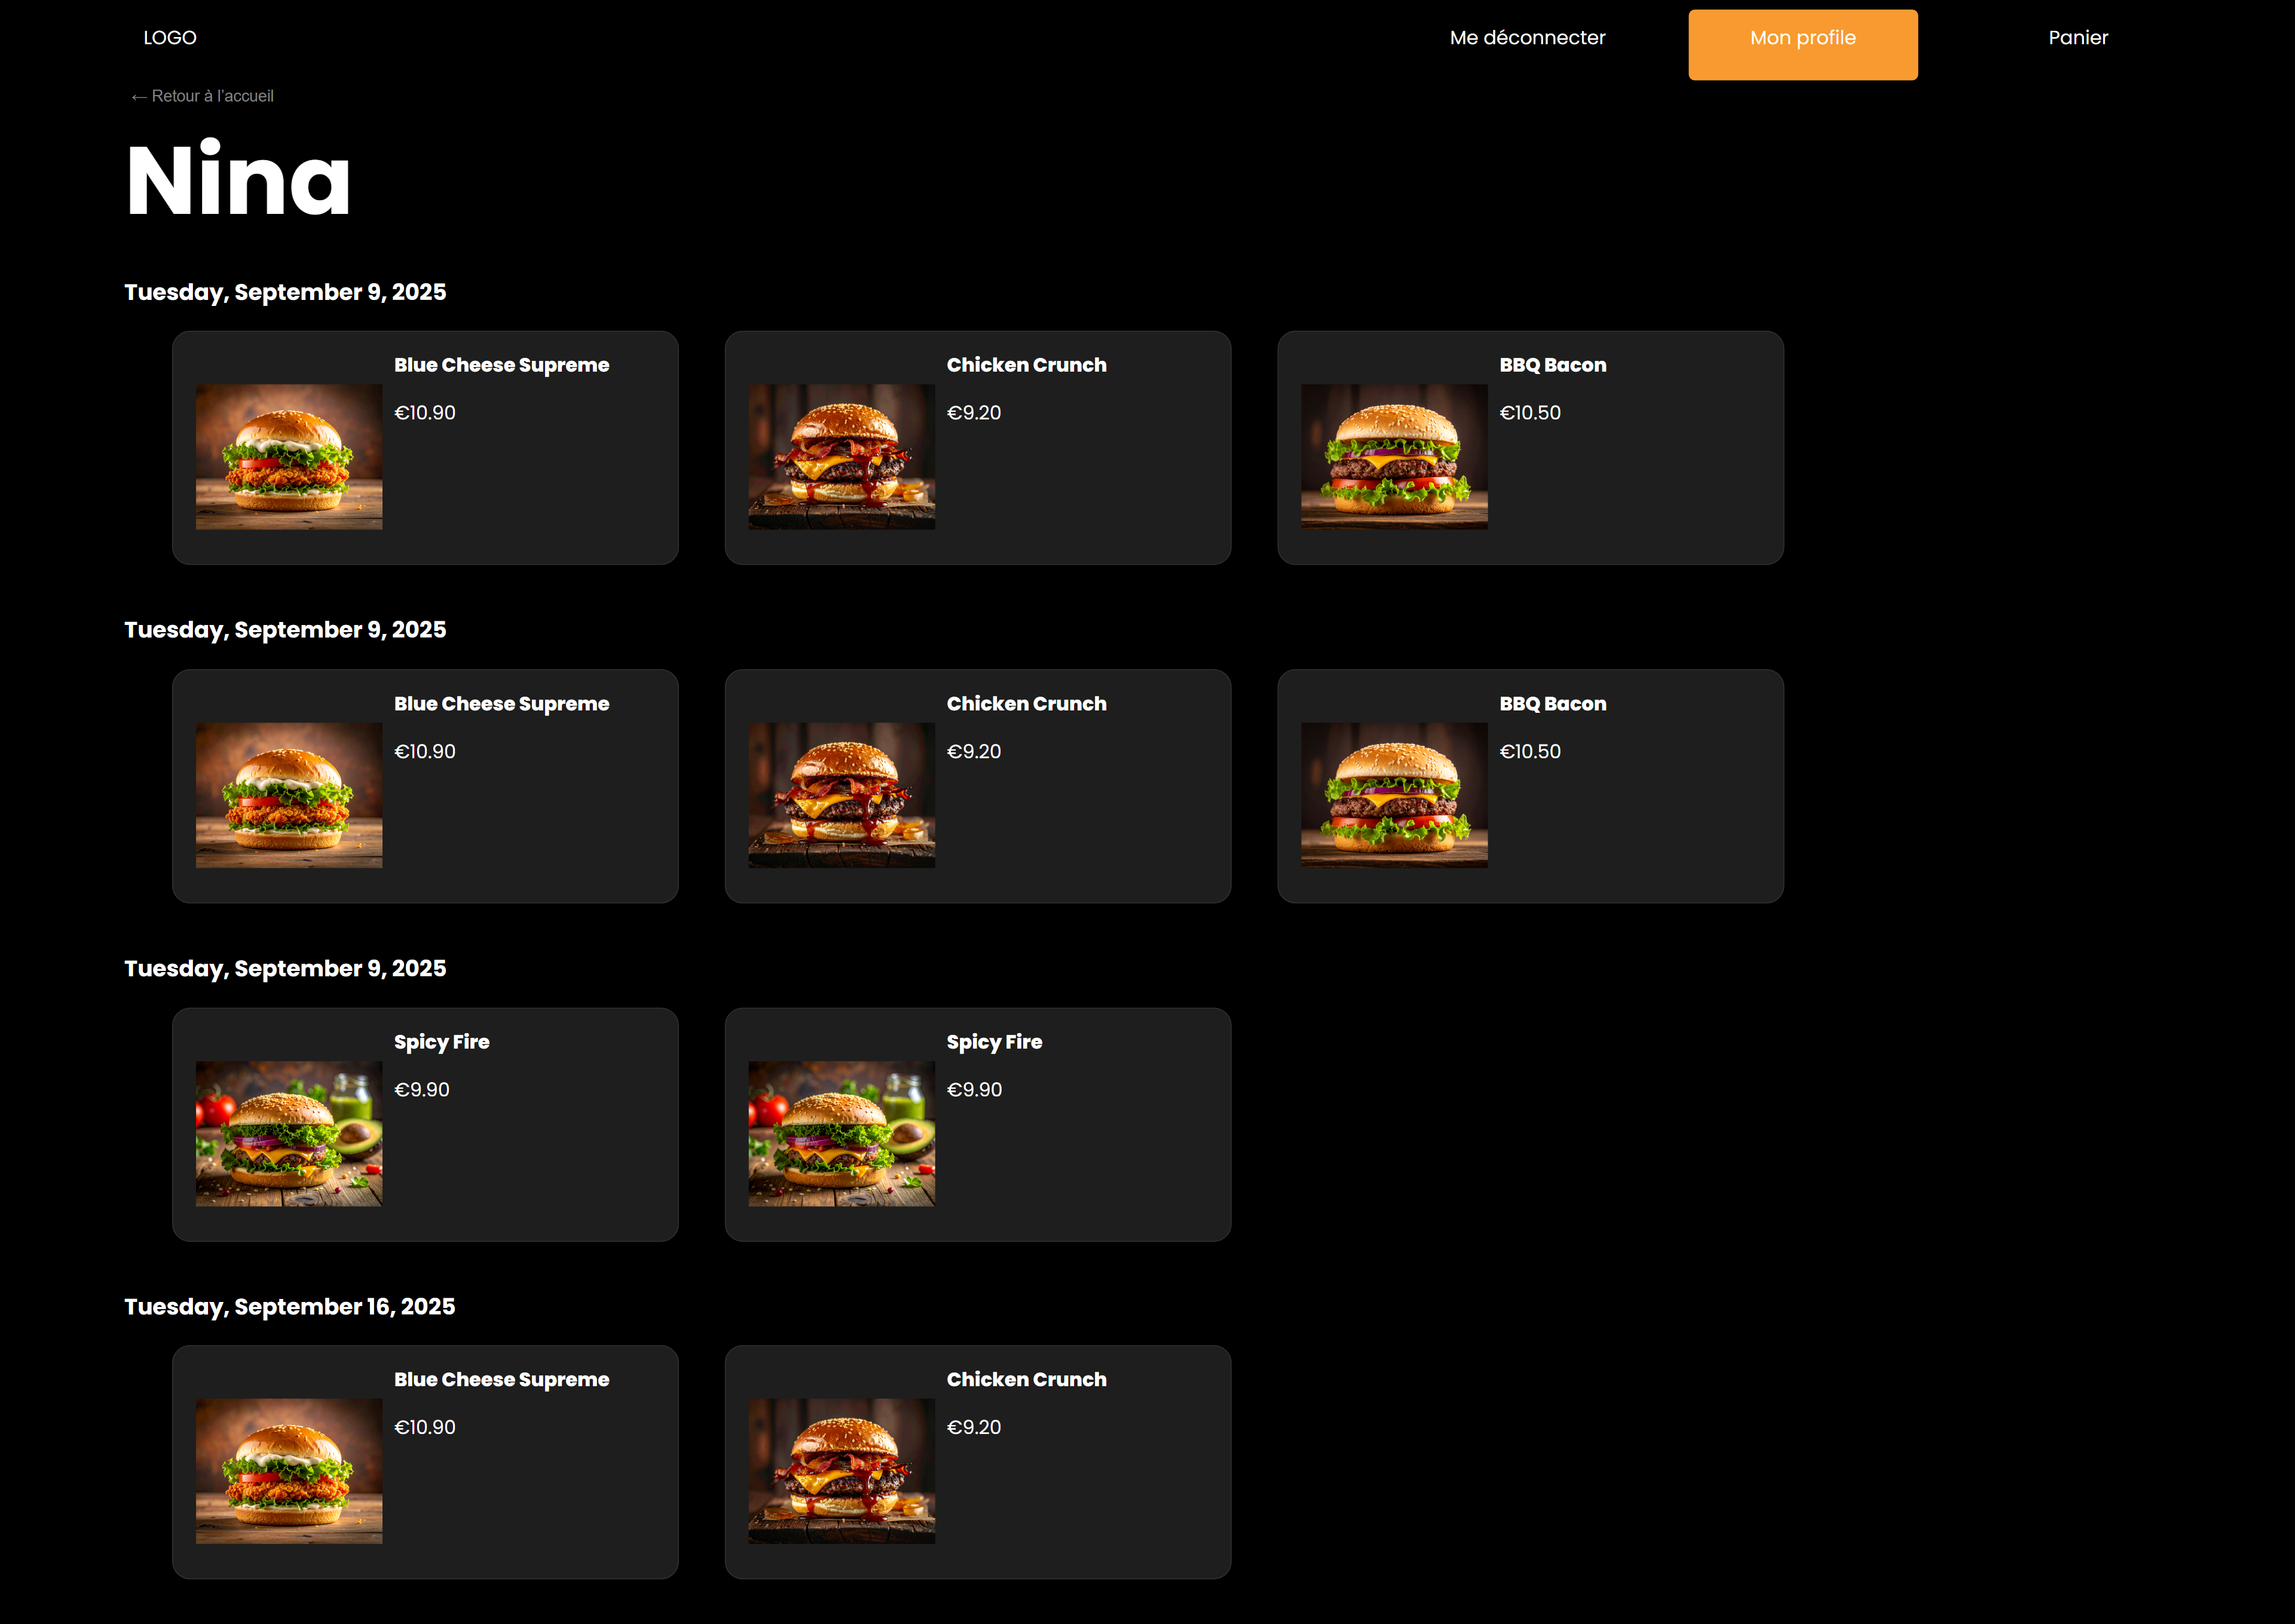 LOGO
Me déconnecter
Mon profile
Panier
← Retour à l'accueil
Nina
Tuesday, September 9, 2025
Blue Cheese Supreme
€10.90
Chicken Crunch
€9.20
BBQ Bacon
€10.50
Tuesday, September 9, 2025
Blue Cheese Supreme
€10.90
Chicken Crunch
€9.20
BBQ Bacon
€10.50
Tuesday, September 9, 2025
Spicy Fire
€9.90
Spicy Fire
€9.90
Tuesday, September 16, 2025
Blue Cheese Supreme
€10.90
Chicken Crunch
€9.20